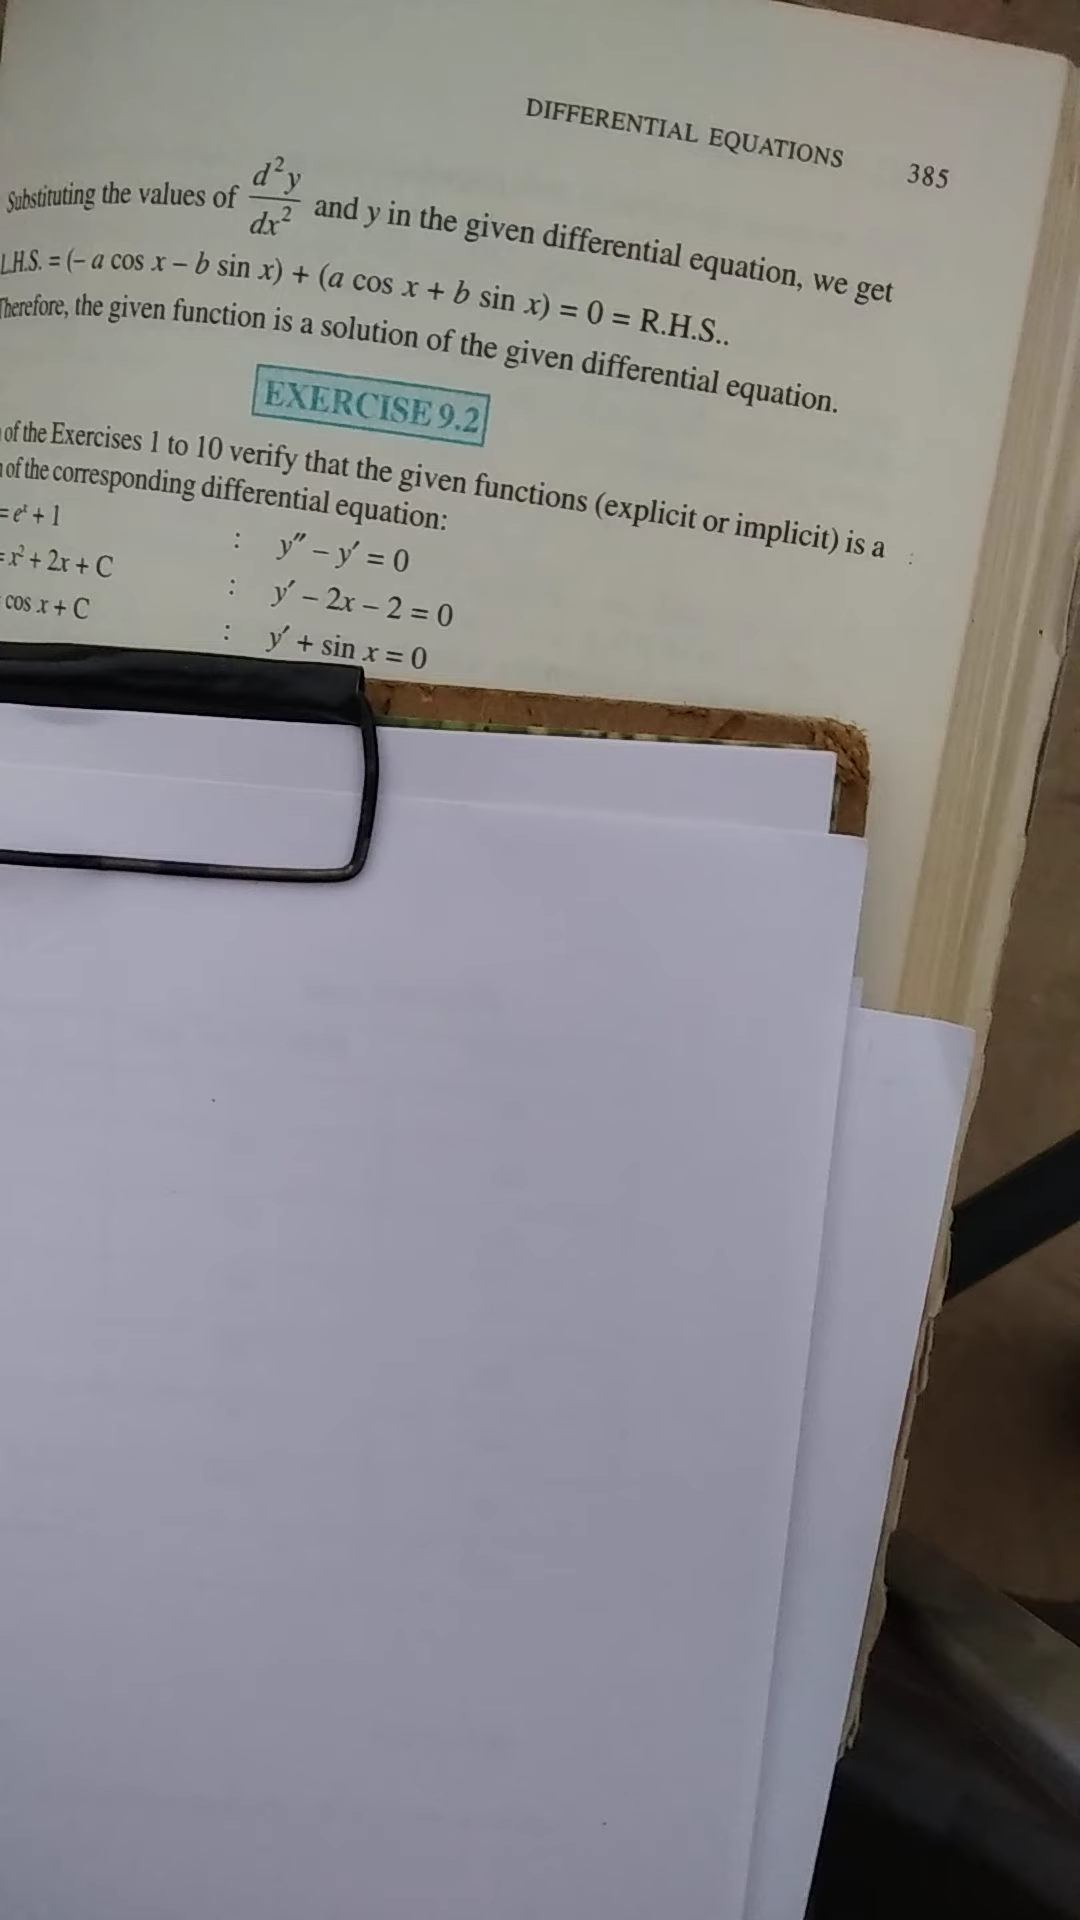 DIFFERENTIAL EQUATIONS 385
Substituting the values of d²y/dx² and y in the given differential equation, we get
L.H.S. = (– a cos x – b sin x) + (a cos x + b sin x) = 0 = R.H.S..
Therefore, the given function is a solution of the given differential equation.
EXERCISE 9.2
of the Exercises 1 to 10 verify that the given functions (explicit or implicit) is a
of the corresponding differential equation:
= eˣ + 1 : y″ – y′ = 0
= x² + 2x + C : y′ – 2x – 2 = 0
cos x + C : y′ + sin x = 0